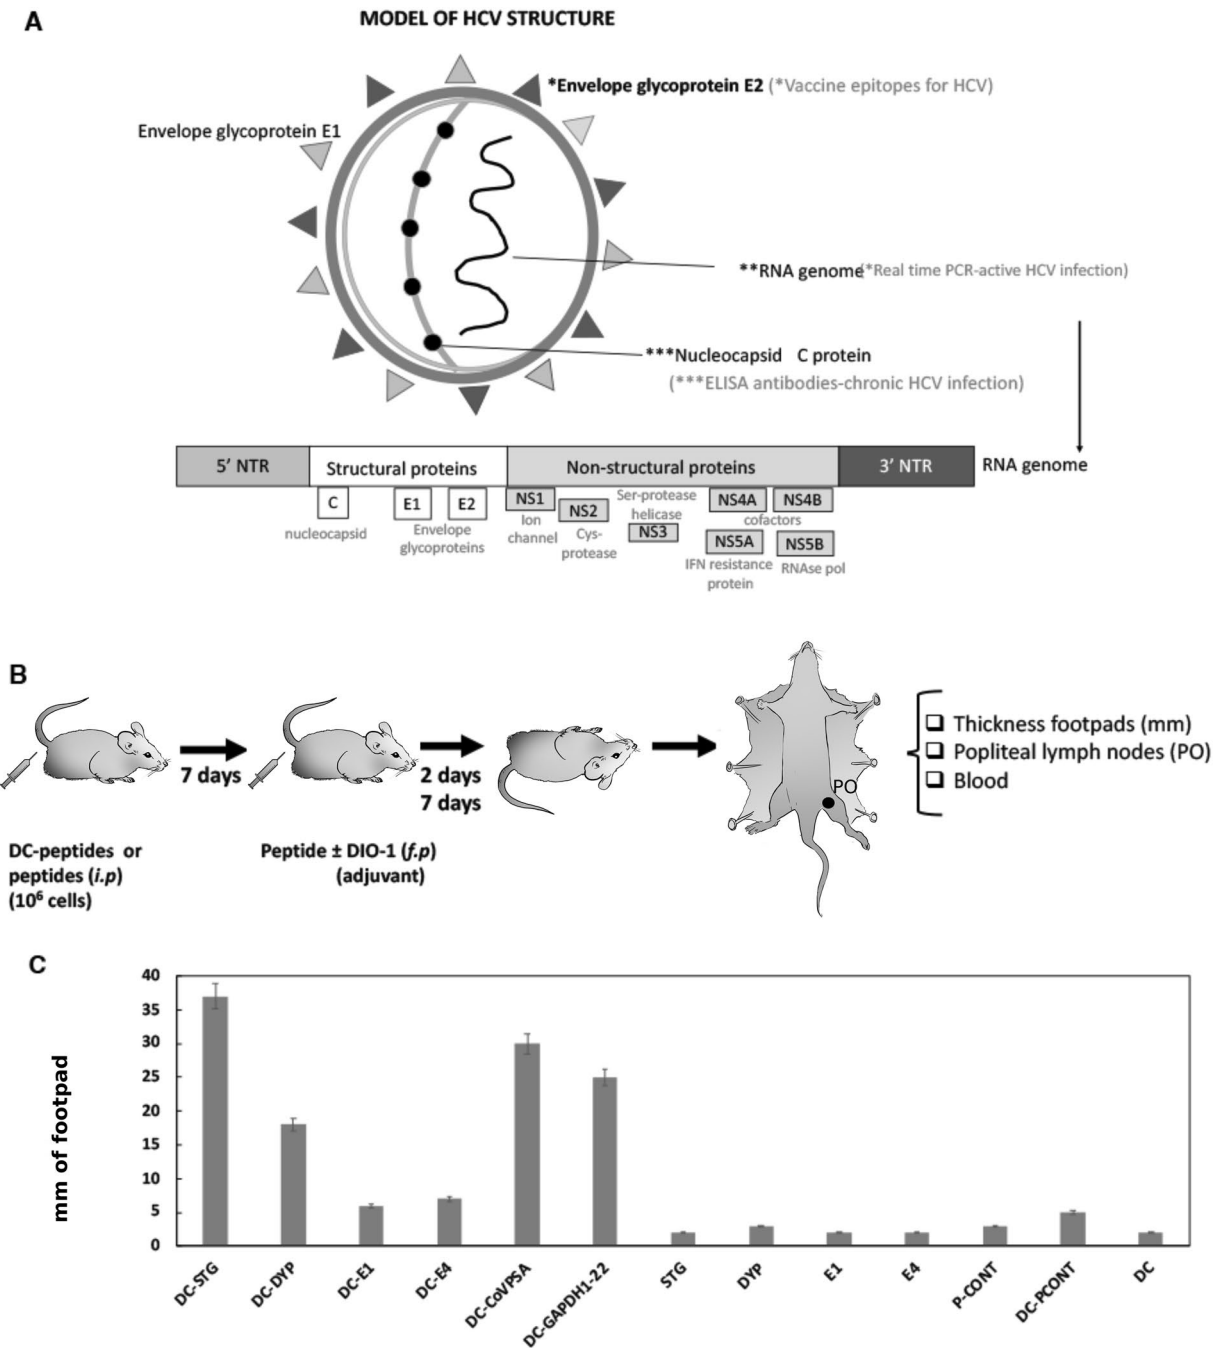 A
MODEL OF HCV STRUCTURE
*Envelope glycoprotein E2 (*Vaccine epitopes for HCV)
Envelope glycoprotein E1
**RNA genome(*Real time PCR-active HCV infection)
***Nucleocapsid C protein
(***ELISA antibodies-chronic HCV infection)
5’ NTR
Structural proteins
Non-structural proteins
3’ NTR
RNA genome
C
nucleocapsid
E1
E2
Envelope
glycoproteins
NS1
Ion
channel
NS2
Cys-
protease
Ser-protease
helicase
NS3
NS4A
NS4B
cofactors
NS5A
NS5B
IFN resistance
protein
RNAse pol
B
7 days
2 days
7 days
PO
Thickness footpads (mm)
Popliteal lymph nodes (PO)
Blood
DC-peptides or
peptides (i.p)
(10⁶ cells)
Peptide ± DIO-1 (f.p)
(adjuvant)
C
mm of footpad
40
35
30
25
20
15
10
5
0
DC-STG
DC-DYP
DC-E1
DC-E4
DC-CoVPSA
DC-GAPDH1-22
STG
DYP
E1
E4
P-CONT
DC-PCONT
DC